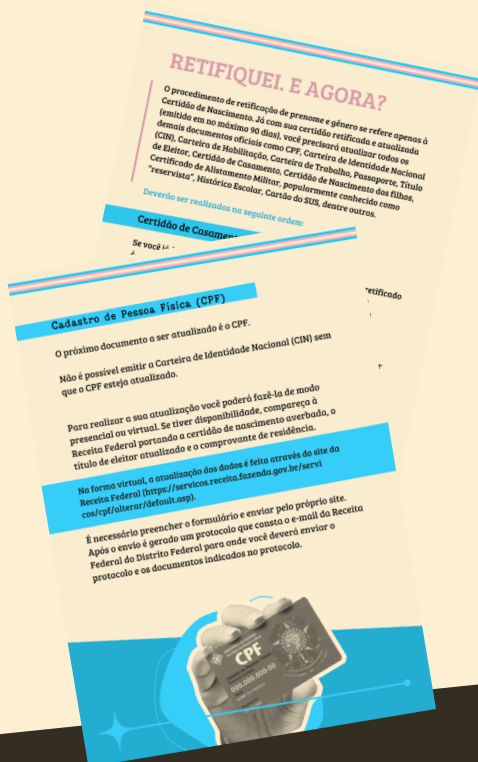 RETIFIQUEI. E AGORA?
O procedimento de retificação de prenome e gênero se refere apenas à
Certidão de Nascimento. Já com sua certidão retificada e atualizada
(emitida em no máximo 90 dias), você precisará atualizar todos os
demais documentos oficiais como CPF, Carteira de Identidade Nacional
(CIN), Carteira de Habilitação, Carteira de Trabalho, Passaporte, Título
de Eleitor, Certidão de Casamento, Certidão de Nascimento dos filhos,
Certificado de Alistamento Militar, popularmente conhecido como
"reservista", Histórico Escolar, Cartão do SUS, dentre outros.
Deverão ser realizadas na seguinte ordem:
Certidão de Casamen
Se você
retificado
Cadastro de Pessoa Física (CPF)
O próximo documento a ser atualizado é o CPF.
Não é possível emitir a Carteira de Identidade Nacional (CIN) sem
que o CPF esteja atualizado.
Para realizar a sua atualização você poderá fazê-la de modo
presencial ou virtual. Se tiver disponibilidade, compareça à
Receita Federal portando a certidão de nascimento averbada, o
título de eleitor atualizado e o comprovante de residência.
Na forma virtual, a atualização dos dados é feita através do site da
Receita Federal (https://servicos.receita.fazenda.gov.br/servi
cos/cpf/alterar/default.asp).
É necessário preencher o formulário e enviar pelo próprio site.
Após o envio é gerado um protocolo que consta o e-mail da Receita
Federal do Distrito Federal para onde você deverá enviar o
protocolo e os documentos indicados no protocolo.
CPF
000.000.000-00